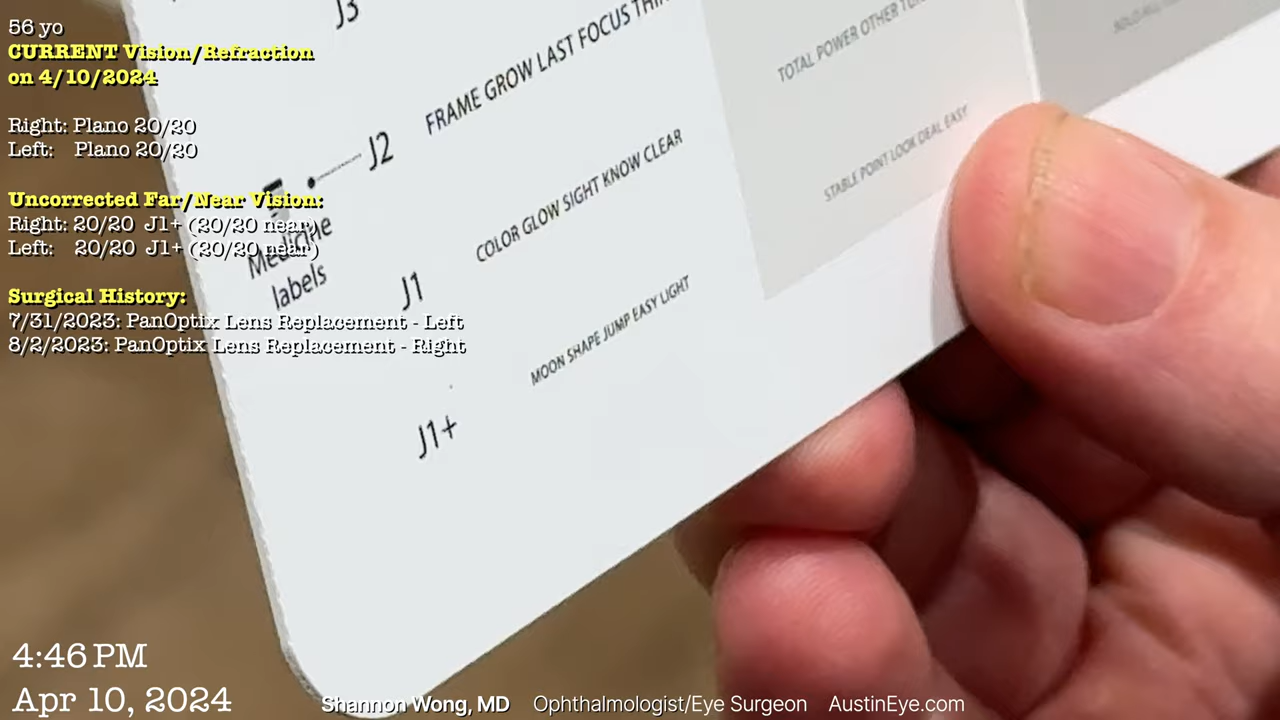 56 yo
CURRENT Vision/Refraction
on 4/10/2024
Right: Plano 20/20
Left: Plano 20/20
Uncorrected Far/Near Vision:
Right: 20/20 J1+ (20/20 near)
Left: 20/20 J1+ (20/20 near)
Surgical History:
7/31/2023: PanOptix Lens Replacement - Left
8/2/2023: PanOptix Lens Replacement - Right
J3
FRAME GROW LAST FOCUS
J2
Medicine
labels
COLOR GLOW SIGHT KNOW CLEAR
J1
MOON SHAPE JUMP EASY LIGHT
J1+
TOTAL POWER OTHER
STABLE POINT LOOK DEAL EASY
4:46 PM
Apr 10, 2024
Shannon Wong, MD Ophthalmologist/Eye Surgeon AustinEye.com